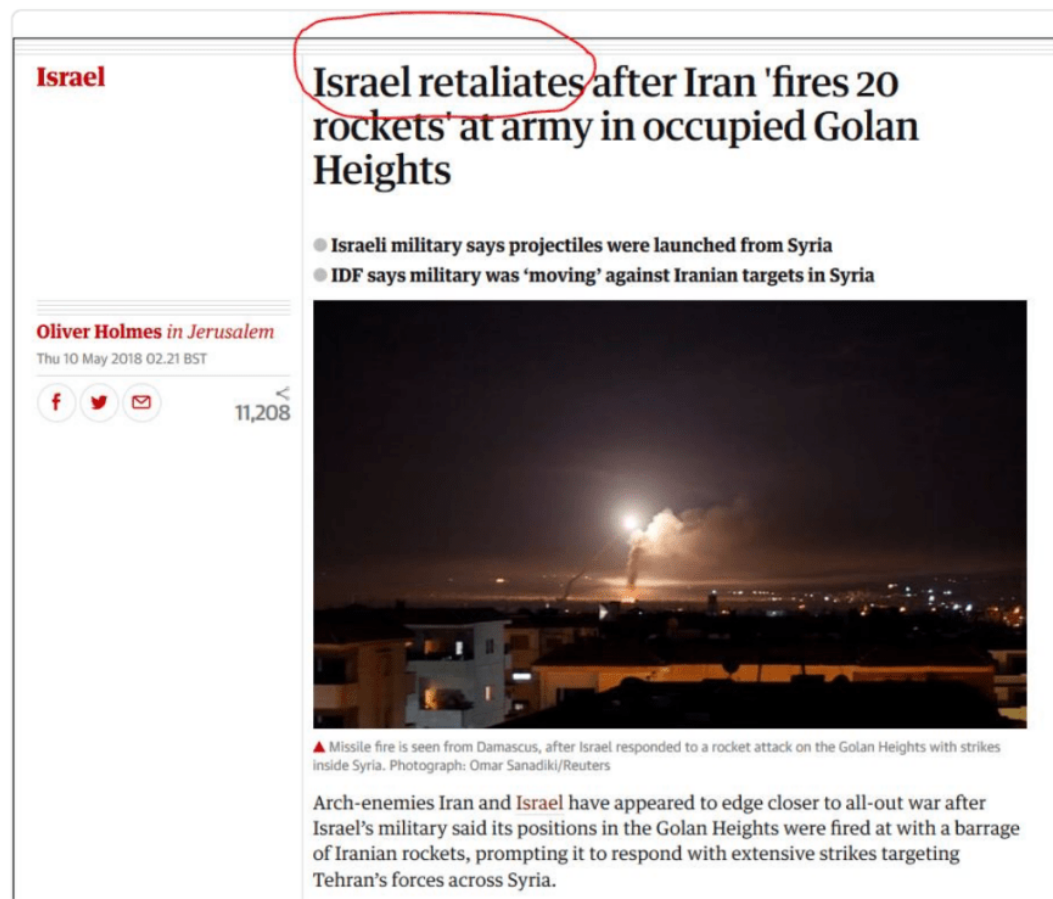 Israel
Israel retaliates after Iran 'fires 20
rockets' at army in occupied Golan
Heights
Israeli military says projectiles were launched from Syria
IDF says military was ‘moving’ against Iranian targets in Syria
Oliver Holmes in Jerusalem
Thu 10 May 2018 02.21 BST
11,208
Missile fire is seen from Damascus, after Israel responded to a rocket attack on the Golan Heights with strikes
inside Syria. Photograph: Omar Sanadiki/Reuters
Arch-enemies Iran and Israel have appeared to edge closer to all-out war after
Israel’s military said its positions in the Golan Heights were fired at with a barrage
of Iranian rockets, prompting it to respond with extensive strikes targeting
Tehran’s forces across Syria.